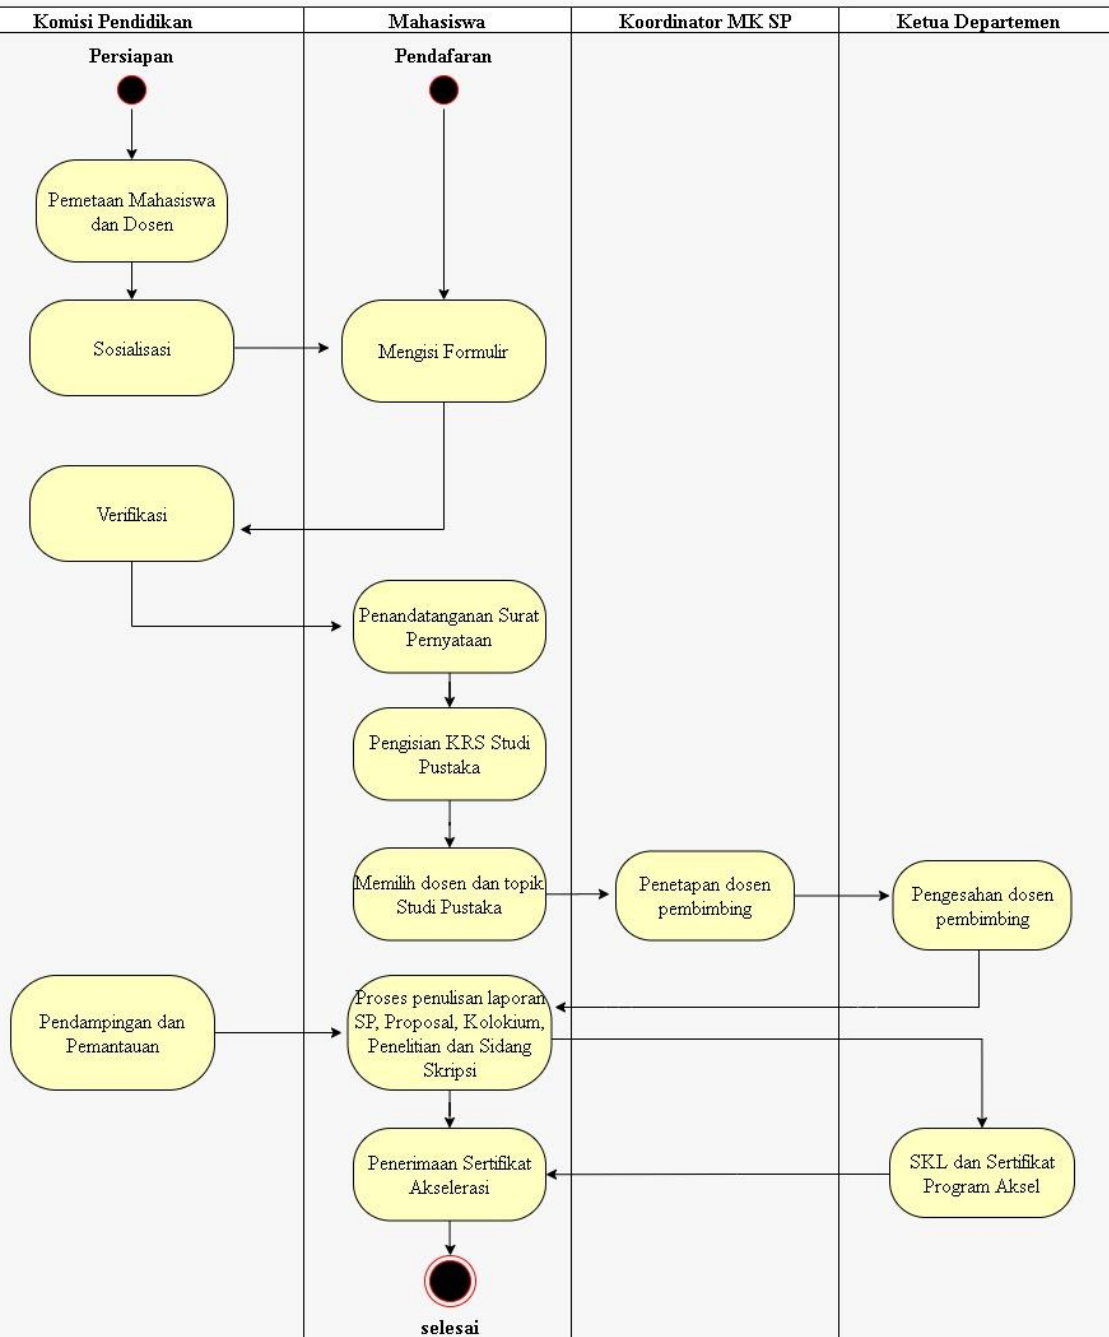 Komisi Pendidikan
Mahasiswa
Koordinator MK SP
Ketua Departemen
Persiapan
Pendafaran
Pemetaan Mahasiswa
dan Dosen
Sosialisasi
Mengisi Formulir
Verifikasi
Penandatanganan Surat
Pernyataan
Pengisian KRS Studi
Pustaka
Memilih dosen dan topik
Studi Pustaka
Penetapan dosen
pembimbing
Pengesahan dosen
pembimbing
Pendampingan dan
Pemantauan
Proses penulisan laporan
SP, Proposal, Kolokium,
Penelitian dan Sidang
Skripsi
Penerimaan Sertifikat
Akselerasi
SKL dan Sertifikat
Program Aksel
selesai